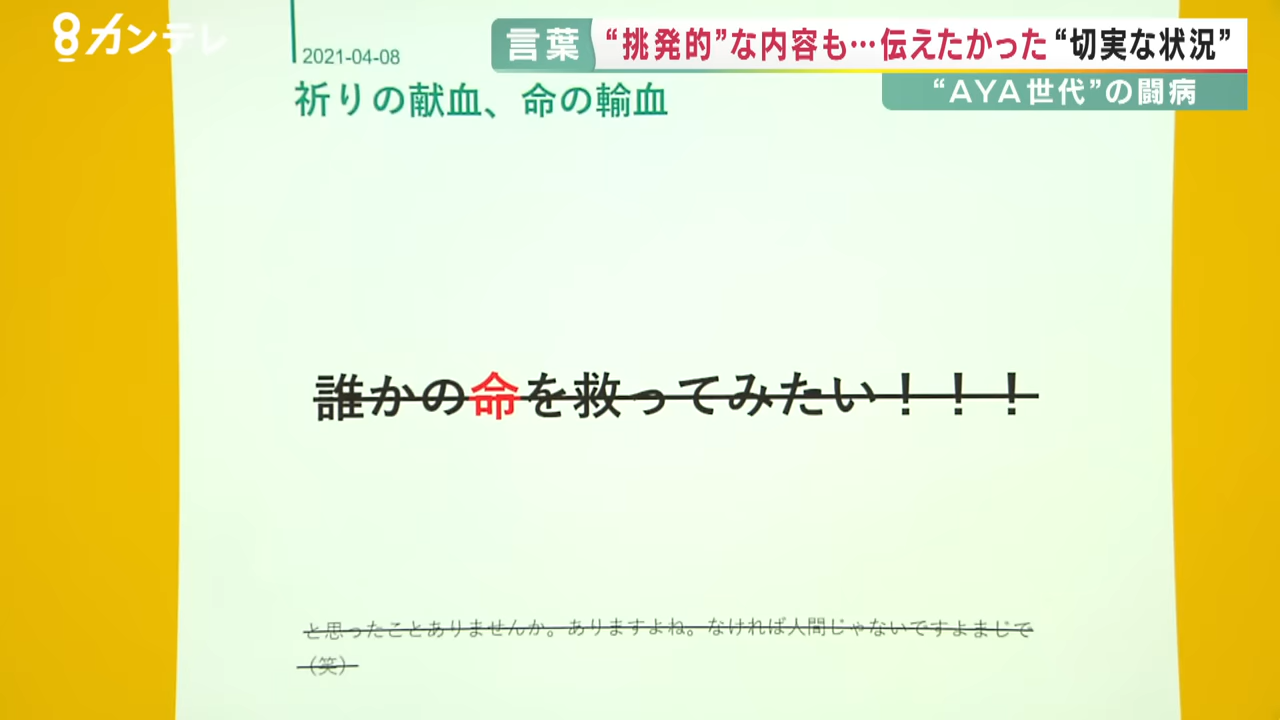 8カンテレ
言葉 “挑発的”な内容も…伝えたかった“切実な状況”
“AYA世代”の闘病
2021-04-08
祈りの献血、命の輸血
誰かの命を救ってみたい！！！
と思ったことありませんか。ありますよね。なければ人間じゃないですよまじで
（笑）